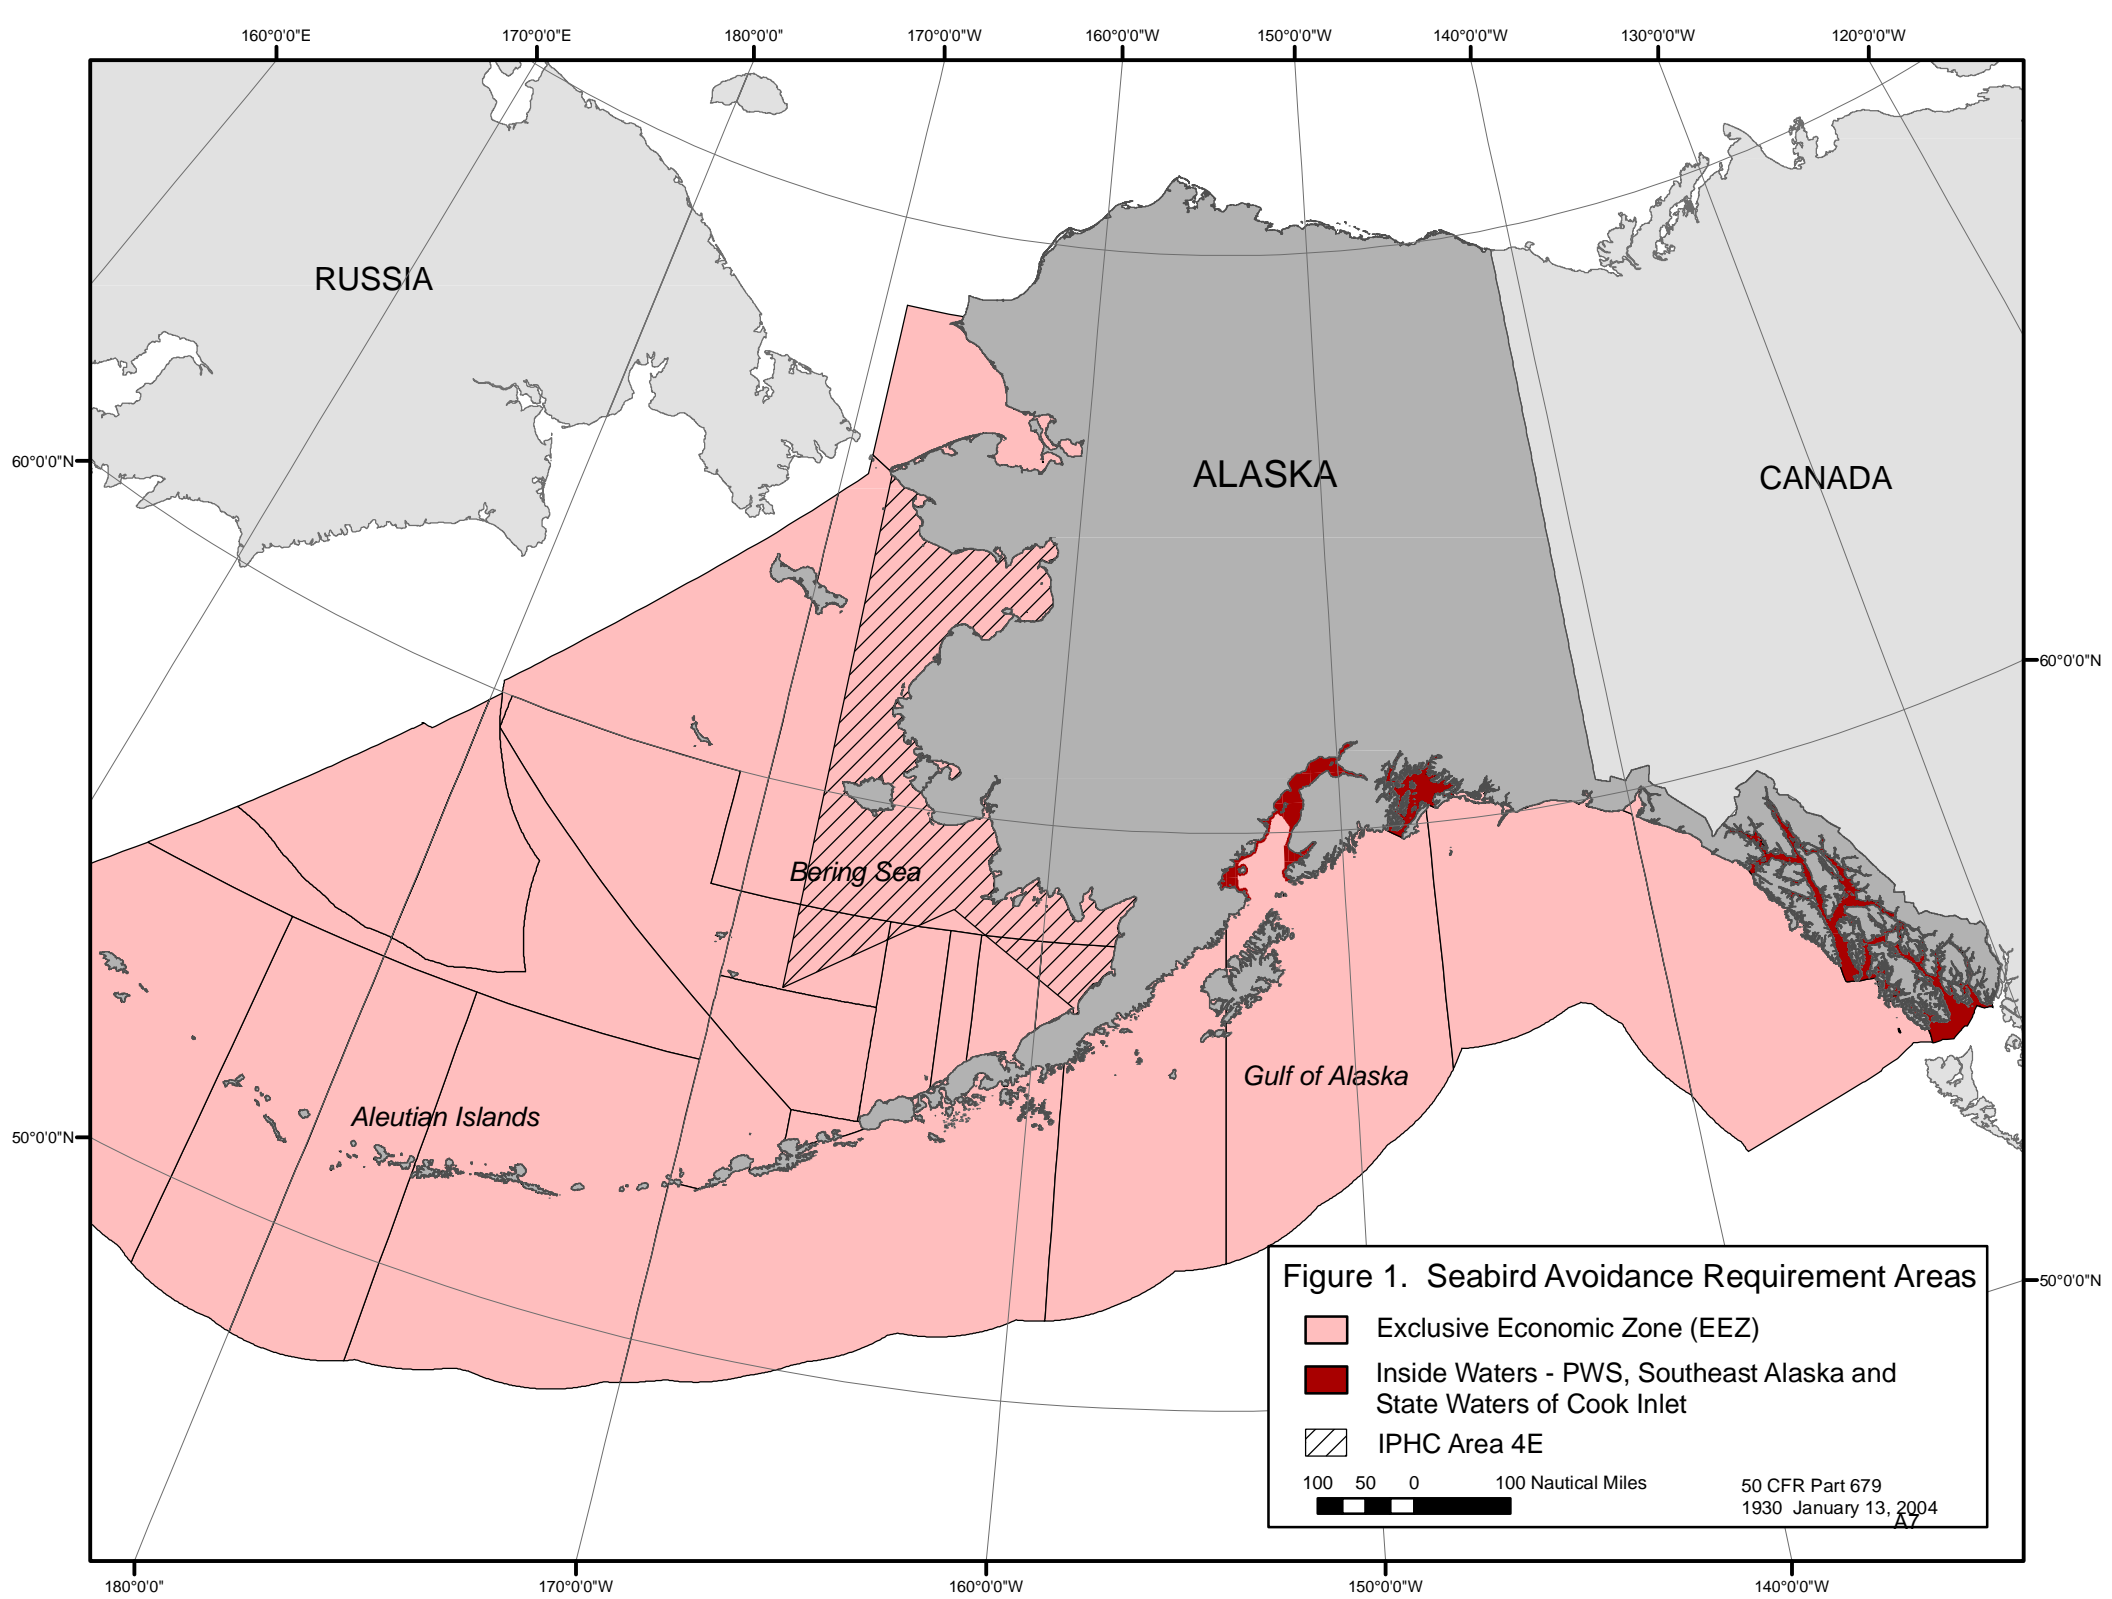 160°0'0"E 170°0'0"E 180°0'0" 170°0'0"W 160°0'0"W 150°0'0"W 140°0'0"W 130°0'0"W 120°0'0"W
RUSSIA
ALASKA
CANADA
60°0'0"N
60°0'0"N
Bering Sea
Gulf of Alaska
Aleutian Islands
50°0'0"N
50°0'0"N
Figure 1. Seabird Avoidance Requirement Areas
Exclusive Economic Zone (EEZ)
Inside Waters - PWS, Southeast Alaska and
State Waters of Cook Inlet
IPHC Area 4E
100 50 0 100 Nautical Miles
50 CFR Part 679
1930 January 13, 2004
A7
180°0'0" 170°0'0"W 160°0'0"W 150°0'0"W 140°0'0"W